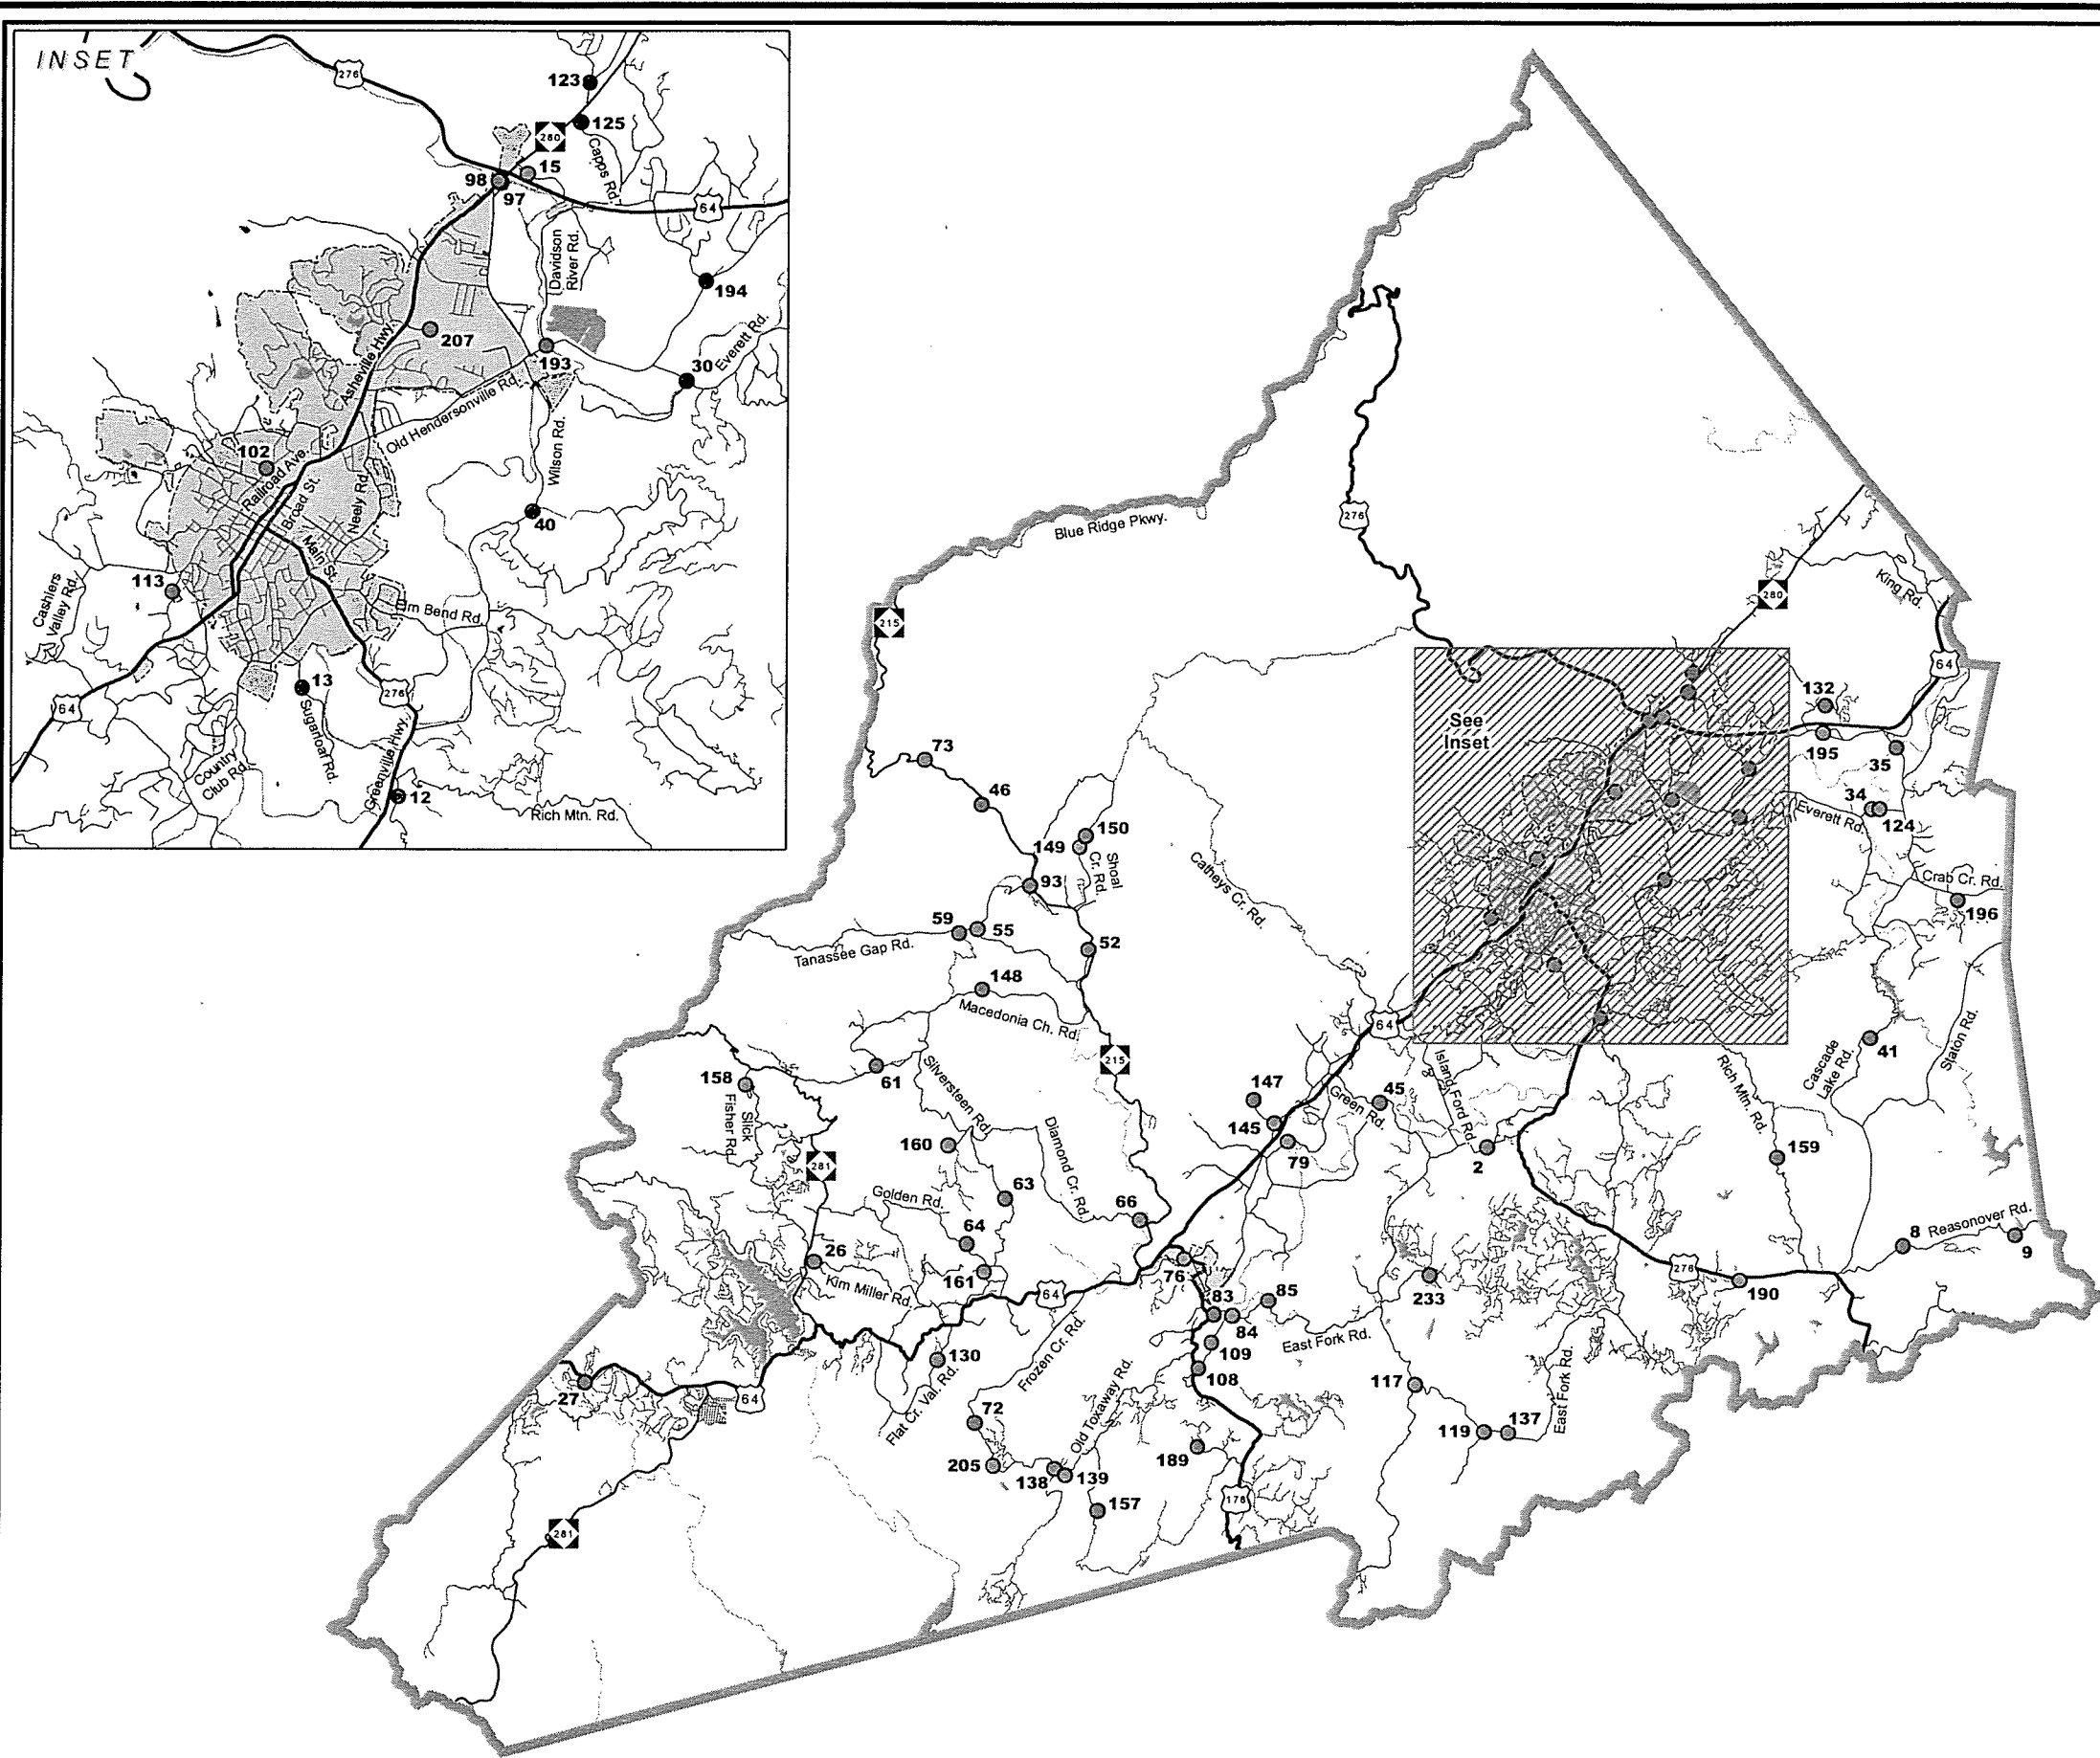 INSET
276
123
125
280
15
98
97
Capps Rd.
64
Davidson
River Rd.
194
207
193
30
Everett Rd.
Asheville Hwy.
Old Hendersonville Rd.
Wilson Rd.
102
Railroad Ave.
Broad St.
Neely Rd.
Main St.
40
113
Cashiers
Valley Rd.
Elm Bend Rd.
13
Sugarloaf Rd.
276
64
Country
Club Rd.
Greenville Hwy.
12
Rich Mtn. Rd.
Blue Ridge Pkwy.
276
280
King Rd.
215
64
See
Inset
132
195
35
73
46
34
124
Everett Rd.
150
149
Shoal
Cr. Rd.
93
Catheys Cr. Rd.
Crab Cr. Rd.
196
59
55
52
Tanassee Gap Rd.
148
Macedonia Ch. Rd.
64
215
41
Cascade
Lake Rd.
Staton Rd.
158
61
Slick
Fisher Rd.
Silversteen Rd.
147
145
79
Green Rd.
45
Island Ford Rd.
2
Rich Mtn. Rd.
159
281
160
63
Diamond Cr. Rd.
Golden Rd.
64
66
8
Reasonover Rd.
9
26
161
Kim Miller Rd.
64
76
276
190
83
85
84
233
109
East Fork Rd.
130
Frozen Cr. Rd.
108
117
27
64
Flat Cr. Val. Rd.
72
Old Toxaway Rd.
East Fork Rd.
119
137
205
138
139
189
157
178
281